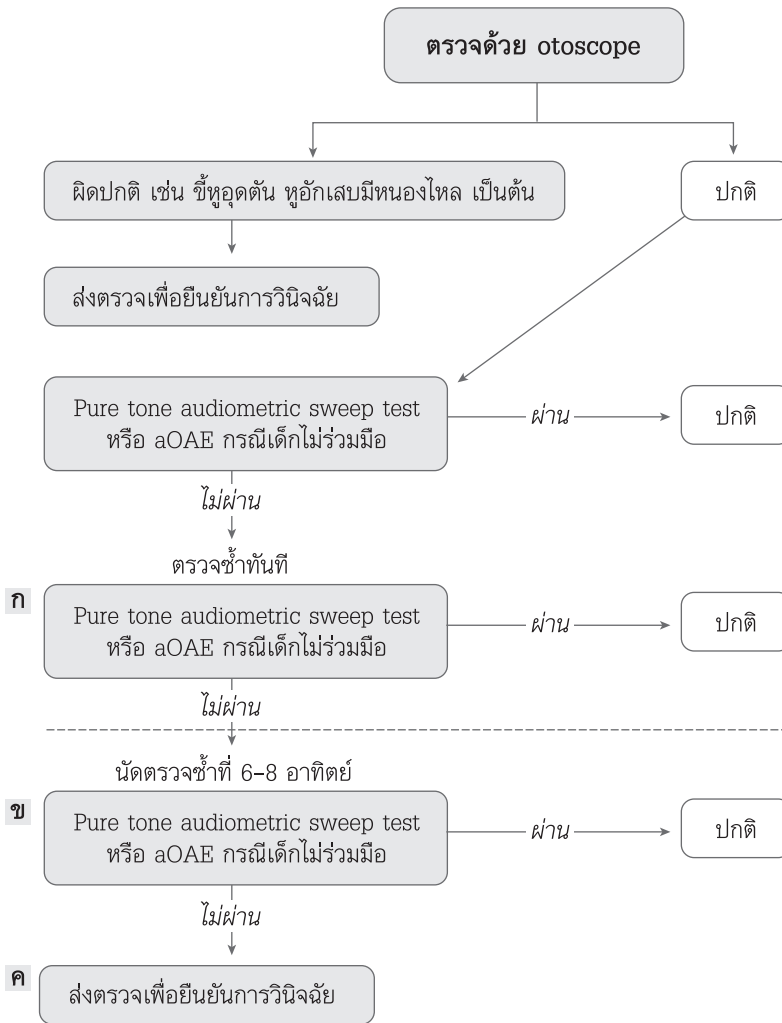 ตรวจด้วย otoscope
ผิดปกติ เช่น ขี้หูอุดตัน หูอักเสบมีหนองไหล เป็นต้น
ปกติ
ส่งตรวจเพื่อยืนยันการวินิจฉัย
Pure tone audiometric sweep test
หรือ aOAE กรณีเด็กไม่ร่วมมือ
ผ่าน
ปกติ
ไม่ผ่าน
ตรวจซ้ำทันที
ก
Pure tone audiometric sweep test
หรือ aOAE กรณีเด็กไม่ร่วมมือ
ผ่าน
ปกติ
ไม่ผ่าน
นัดตรวจซ้ำที่ 6-8 อาทิตย์
ข
Pure tone audiometric sweep test
หรือ aOAE กรณีเด็กไม่ร่วมมือ
ผ่าน
ปกติ
ไม่ผ่าน
ค
ส่งตรวจเพื่อยืนยันการวินิจฉัย